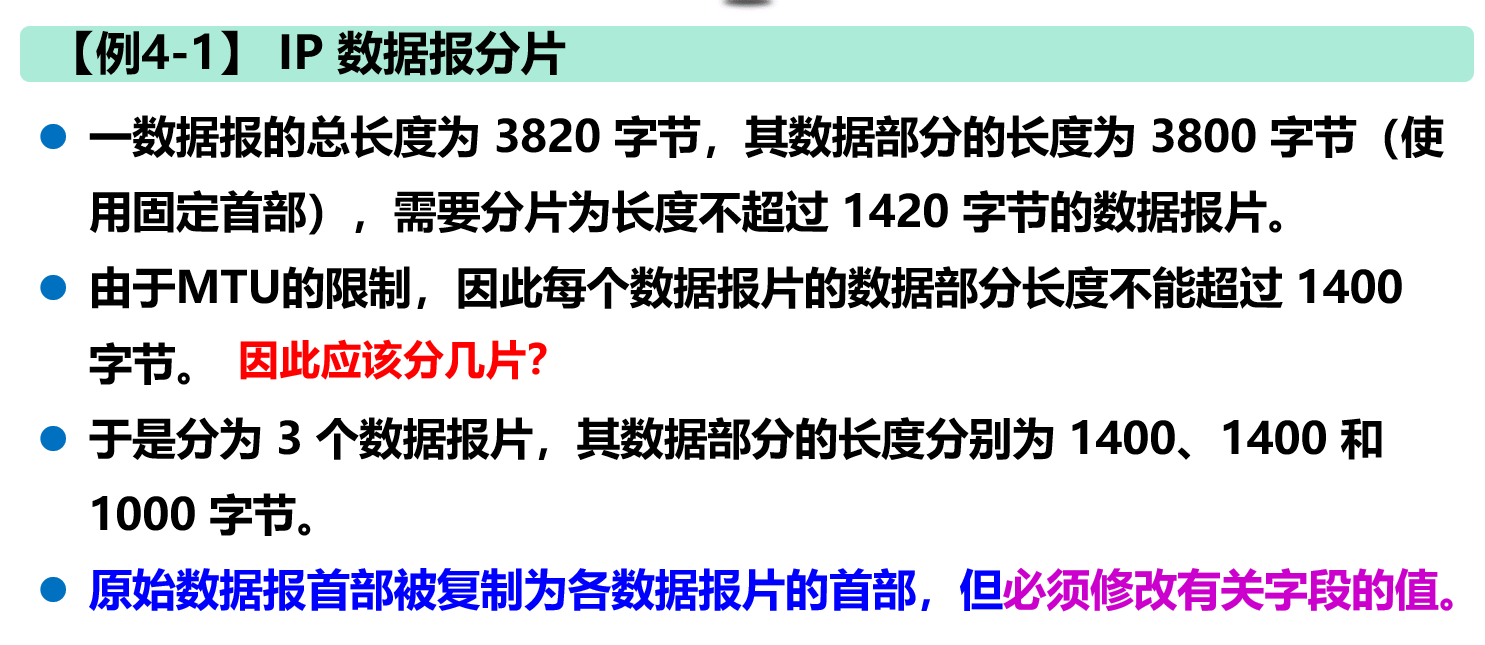 【例4-1】 IP 数据报分片
一数据报的总长度为 3820 字节，其数据部分的长度为 3800 字节（使
用固定首部），需要分片为长度不超过 1420 字节的数据报片。
由于MTU的限制，因此每个数据报片的数据部分长度不能超过 1400
字节。 因此应该分几片？
于是分为 3 个数据报片，其数据部分的长度分别为 1400、1400 和
1000 字节。
原始数据报首部被复制为各数据报片的首部，但必须修改有关字段的值。